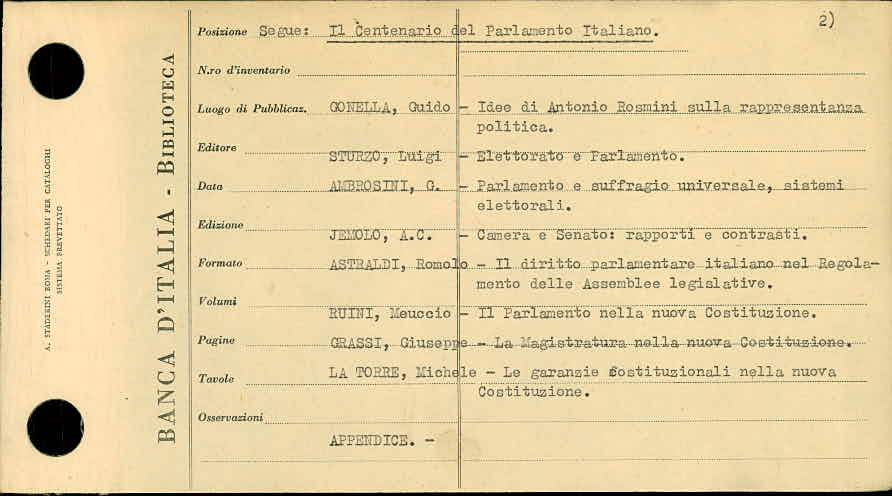 2)
Posizione Segue: Il Centenario del Parlamento Italiano.
N.ro d'inventario
Luogo di Pubblicaz. GONELLA, Guido - Idee di Antonio Rosmini sulla rappresentanza
politica.
Editore
STURZO, Luigi - Elettorato e Parlamento.
Data AMBROSINI, G. - Parlamento e suffragio universale, sistemi
elettorali.
Edizione
JEMOLO, A.C. - Camera e Senato: rapporti e contrasti.
Formato ASTRALDI, Romolo - Il diritto parlamentare italiano nel Regola-
mento delle Assemblee legislative.
Volumi
RUINI, Meuccio - Il Parlamento nella nuova Costituzione.
Pagine GRASSI, Giuseppe - La Magistratura nella nuova Costituzione.
Tavole LA TORRE, Michele - Le garanzie Costituzionali nella nuova
Costituzione.
Osservazioni
APPENDICE. -
BANCA D'ITALIA - BIBLIOTECA
A. STADERINI ROMA - SCHEDARI PER CATALOGHI
SISTEMA BREVETTATO